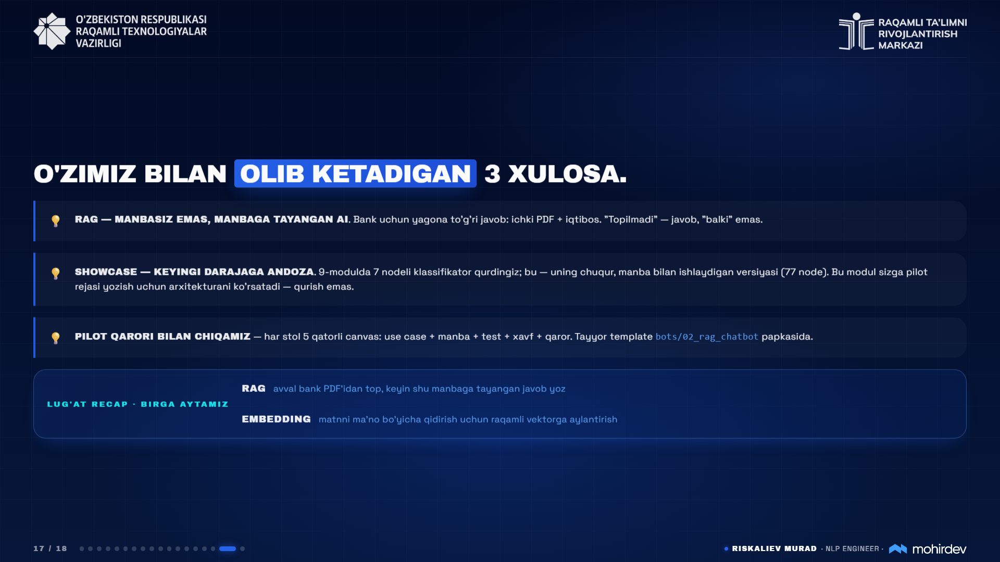 O'ZBEKISTON RESPUBLIKASI
RAQAMLI TEXNOLOGIYALAR
VAZIRLIGI
RAQAMLI TA'LIMNI
RIVOJLANTIRISH
MARKAZI
O'ZIMIZ BILAN OLIB KETADIGAN 3 XULOSA.
RAG — MANBASIZ EMAS, MANBAGA TAYANGAN AI. Bank uchun yagona to’g’ri javob: ichki PDF + iqtibos. ”Topilmadi” — javob, ”balki” emas.
SHOWCASE — KEYINGI DARAJAGA ANDOZA. 9-modulda 7 nodeli klassifikator qurdingiz; bu — uning chuqur, manba bilan ishlaydigan versiyasi (77 node). Bu modul sizga pilot
rejasi yozish uchun arxitekturani ko’rsatadi — qurish emas.
PILOT QARORI BILAN CHIQAMIZ — har stol 5 qatorli canvas: use case + manba + test + xavf + qaror. Tayyor template bots/02_rag_chatbot papkasida.
LUG'AT RECAP · BIRGA AYTAMIZ
RAG avval bank PDF’idan top, keyin shu manbaga tayangan javob yoz
EMBEDDING matnni ma’no bo’yicha qidirish uchun raqamli vektorga aylantirish
17 / 18
RISKALIEV MURAD · NLP ENGINEER · mohirdev